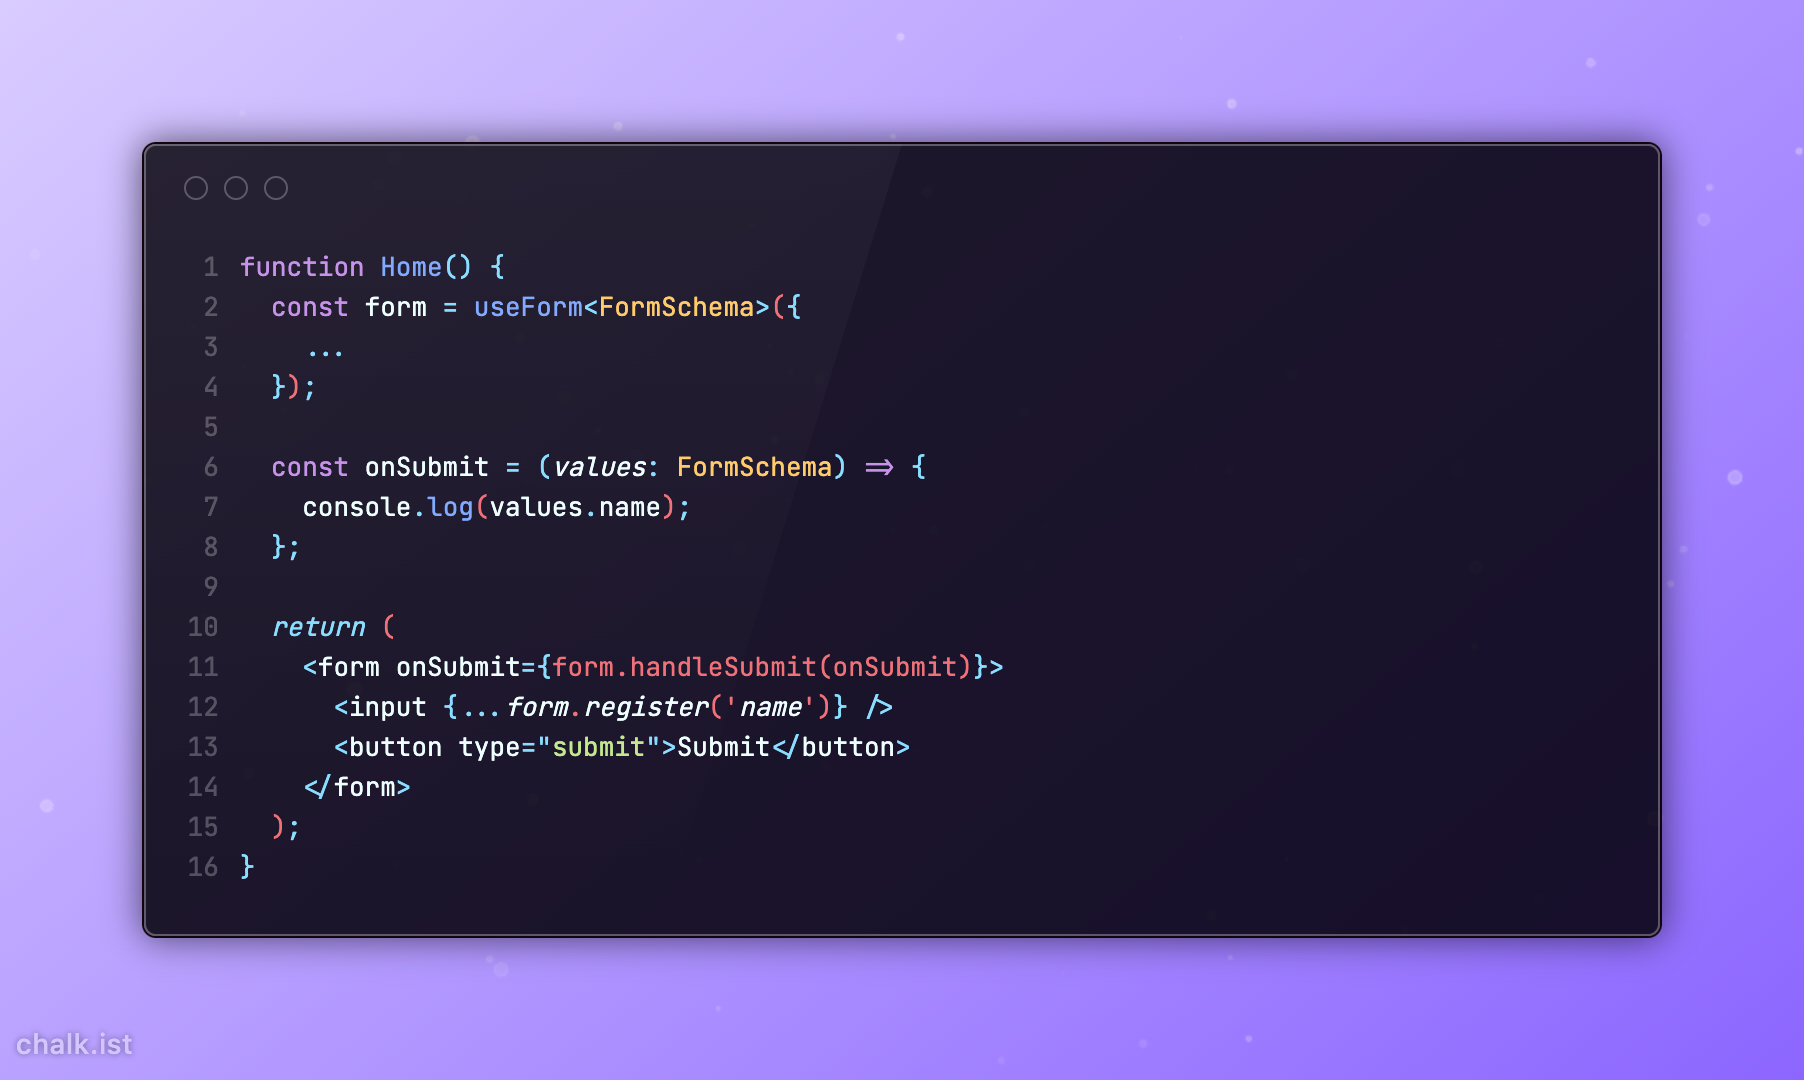 1 function Home() {
2   const form = useForm<FormSchema>({
3     ...
4   });
5
6   const onSubmit = (values: FormSchema) => {
7     console.log(values.name);
8   };
9
10   return (
11     <form onSubmit={form.handleSubmit(onSubmit)}>
12       <input {...form.register('name')} />
13       <button type="submit">Submit</button>
14     </form>
15   );
16 }
chalk.ist